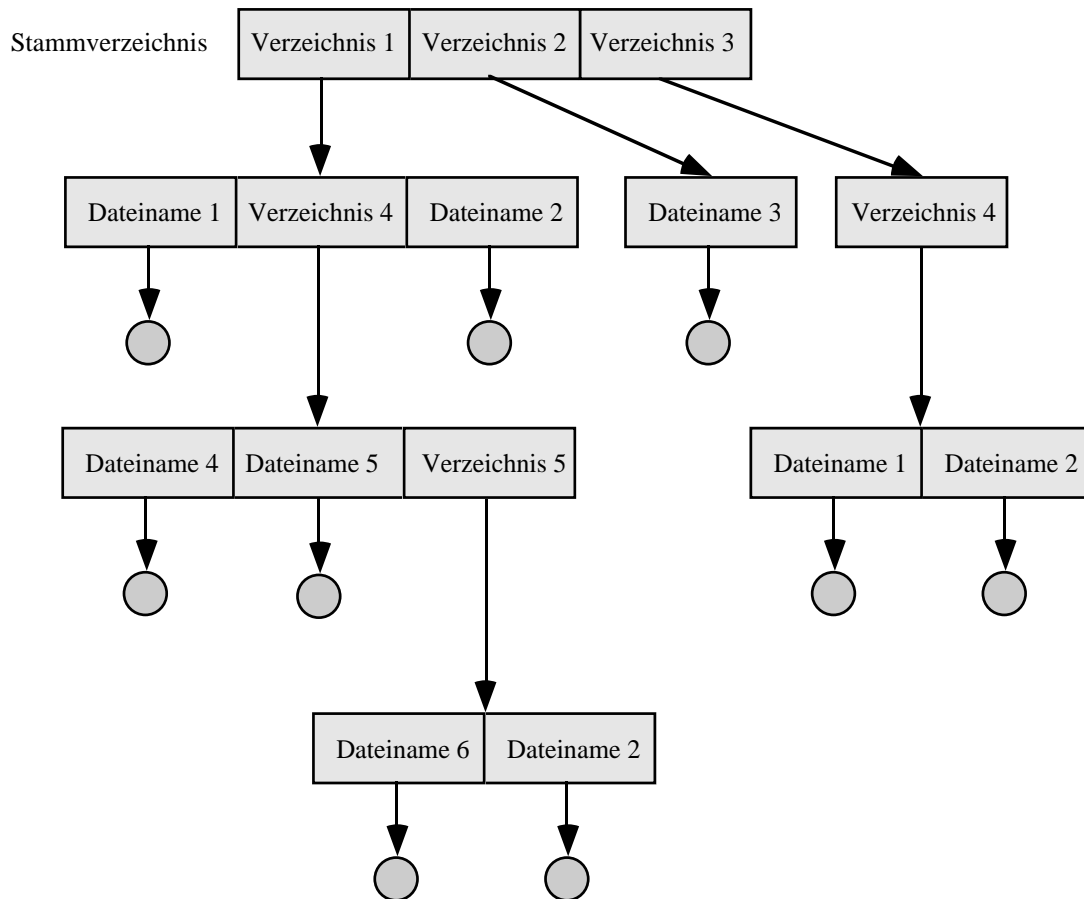 Stammverzeichnis Verzeichnis 1 Verzeichnis 2 Verzeichnis 3
Dateiname 1 Verzeichnis 4 Dateiname 2 Dateiname 3 Verzeichnis 4
Dateiname 4 Dateiname 5 Verzeichnis 5 Dateiname 1 Dateiname 2
Dateiname 6 Dateiname 2